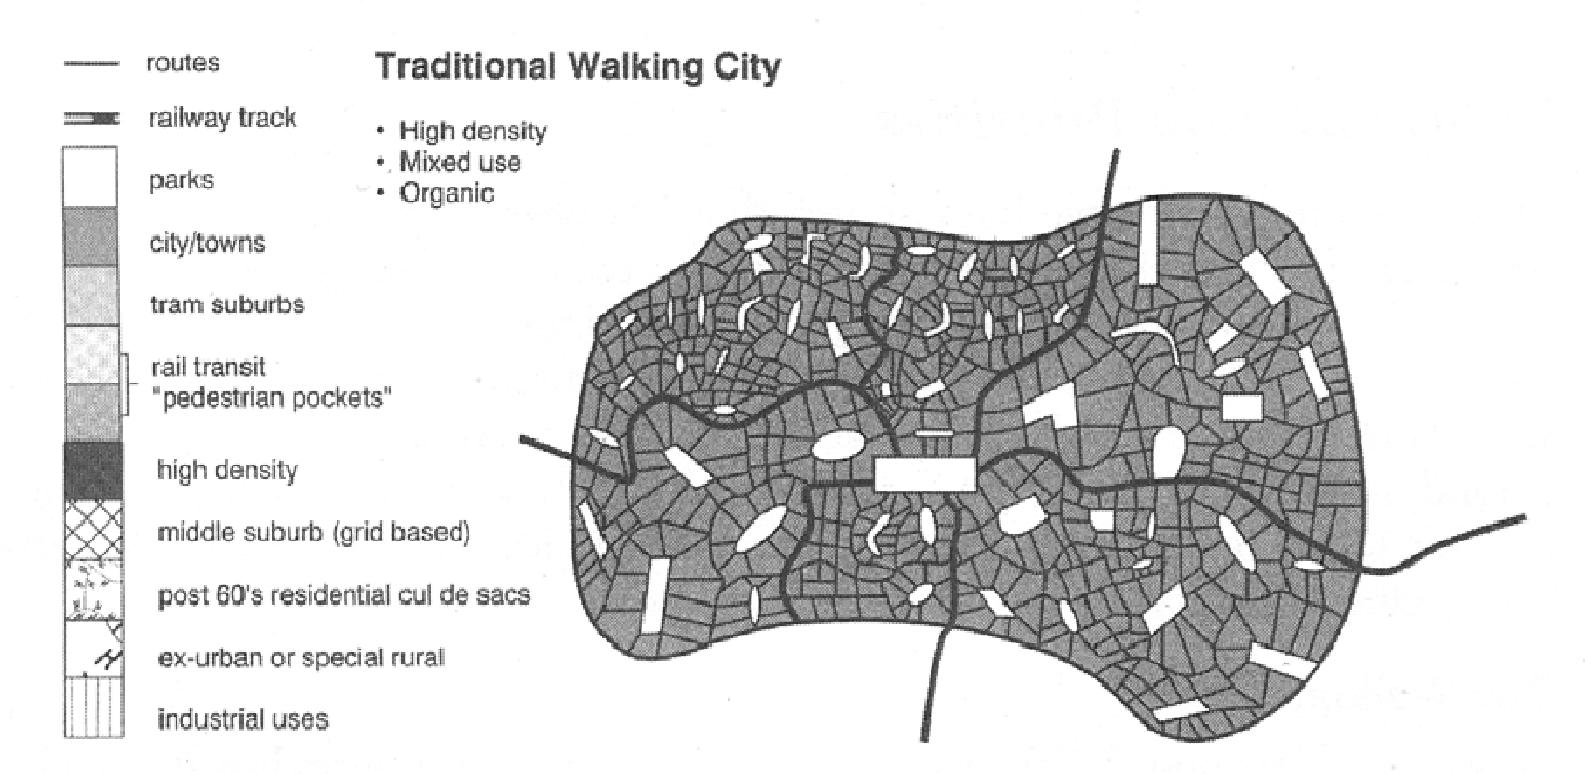 Traditional Walking City
• High density
• Mixed use
• Organic
routes
railway track
parks
city/towns
tram suburbs
rail transit
"pedestrian pockets"
high density
middle suburb (grid based)
post 60's residential cul de sacs
ex-urban or special rural
industrial uses